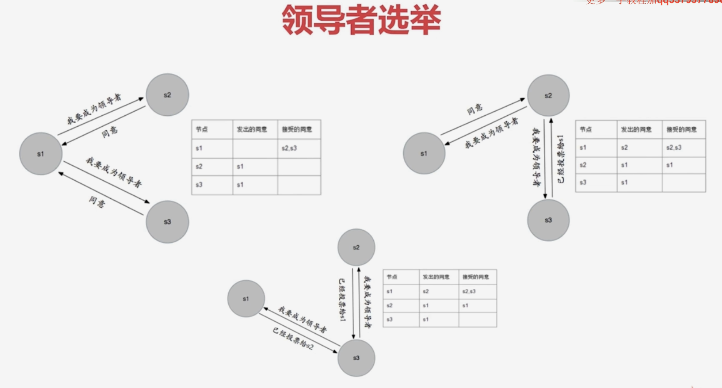 领导者选举
s2
我要成为领导者
同意
s1
我要成为领导者
同意
s3
节点 发出的同意 接受的同意
s1 s2,s3
s2 s1
s3 s1
s2
同意
我要成为领导者
s1
我要成为领导者
已经投票给s1
s3
节点 发出的同意 接受的同意
s1 s2 s2,s3
s2 s1 s1
s3 s1
s2
已经投票给s1
我要成为领导者
s1
我要成为领导者
已经投票给s2
s3
节点 发出的同意 接受的同意
s1 s2 s2,s3
s2 s1 s1
s3 s1